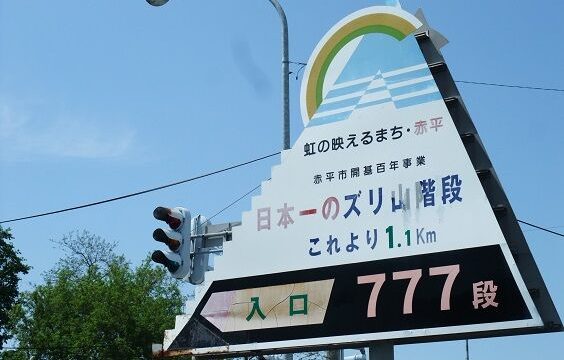 虹の映えるまち・赤平
赤平市開基百年事業
日本一のズリ山階段
これより1.1Km
入口 777段